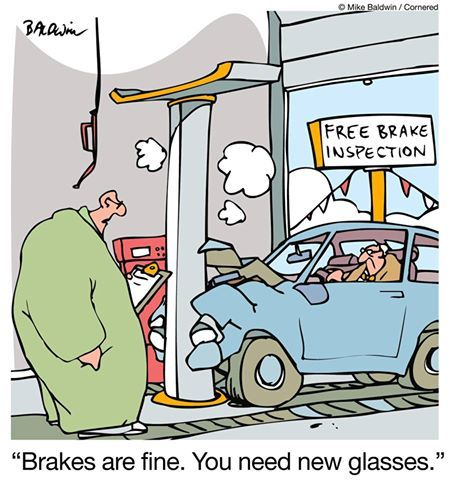 © Mike Baldwin / Cornered
BALDWIN
FREE BRAKE
INSPECTION
“Brakes are fine. You need new glasses.”